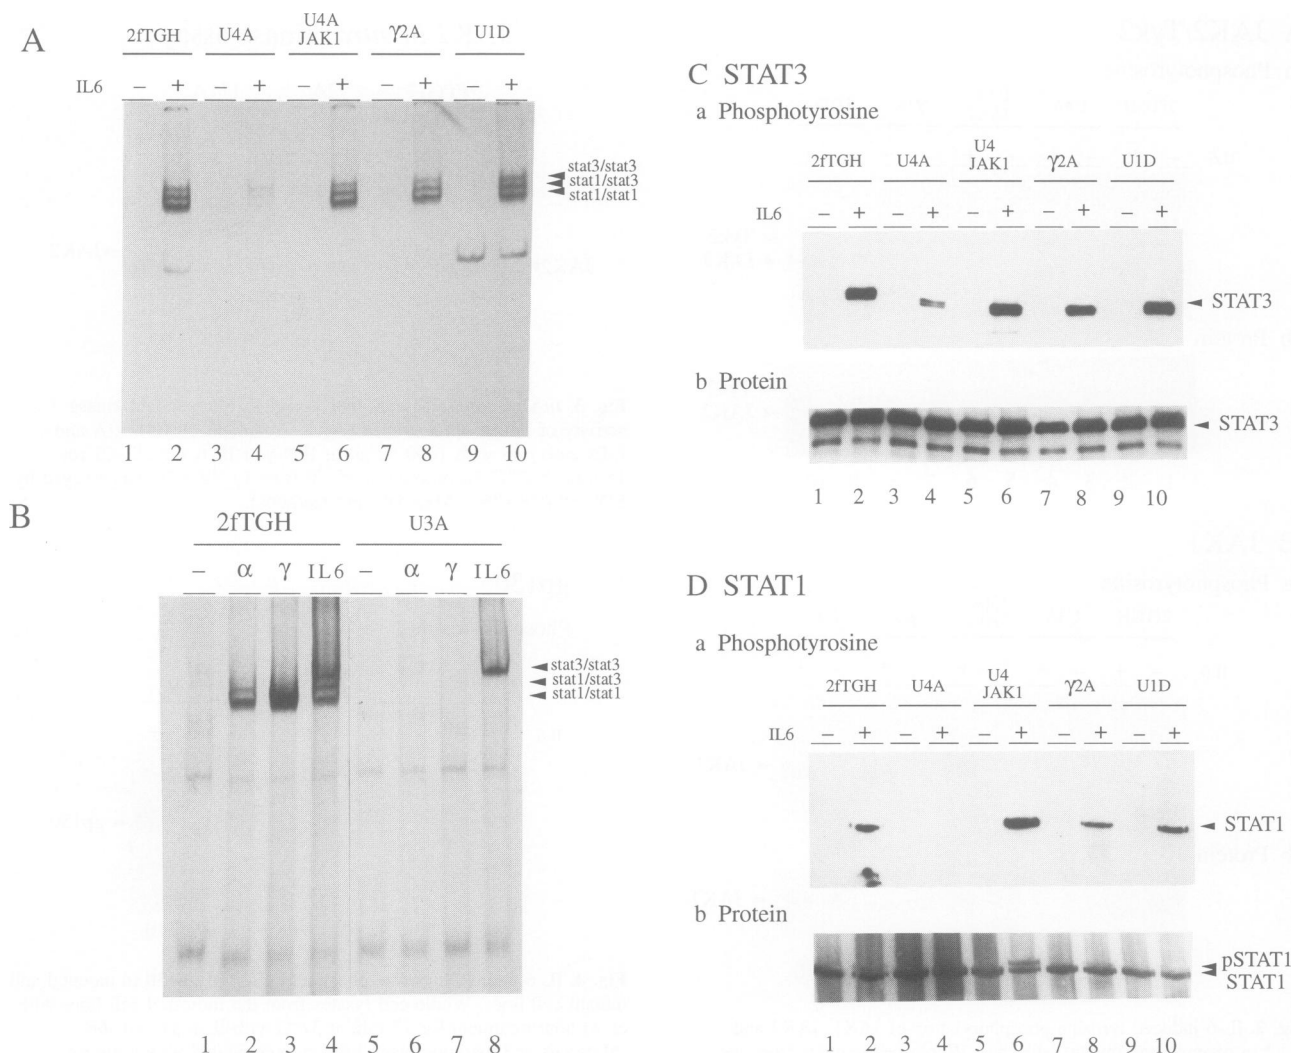 A
2fTGH U4A U4A JAK1 γ2A U1D
IL6 – + – + – + – + – +
stat3/stat3
stat1/stat3
stat1/stat1
1 2 3 4 5 6 7 8 9 10
B
2fTGH U3A
– α γ IL6 – α γ IL6
stat3/stat3
stat1/stat3
stat1/stat1
1 2 3 4 5 6 7 8
C STAT3
a Phosphotyrosine
2fTGH U4A U4 JAK1 γ2A U1D
IL6 – + – + – + – + – +
STAT3
b Protein
STAT3
1 2 3 4 5 6 7 8 9 10
D STAT1
a Phosphotyrosine
2fTGH U4A U4 JAK1 γ2A U1D
IL6 – + – + – + – + – +
STAT1
b Protein
pSTAT1
STAT1
1 2 3 4 5 6 7 8 9 10